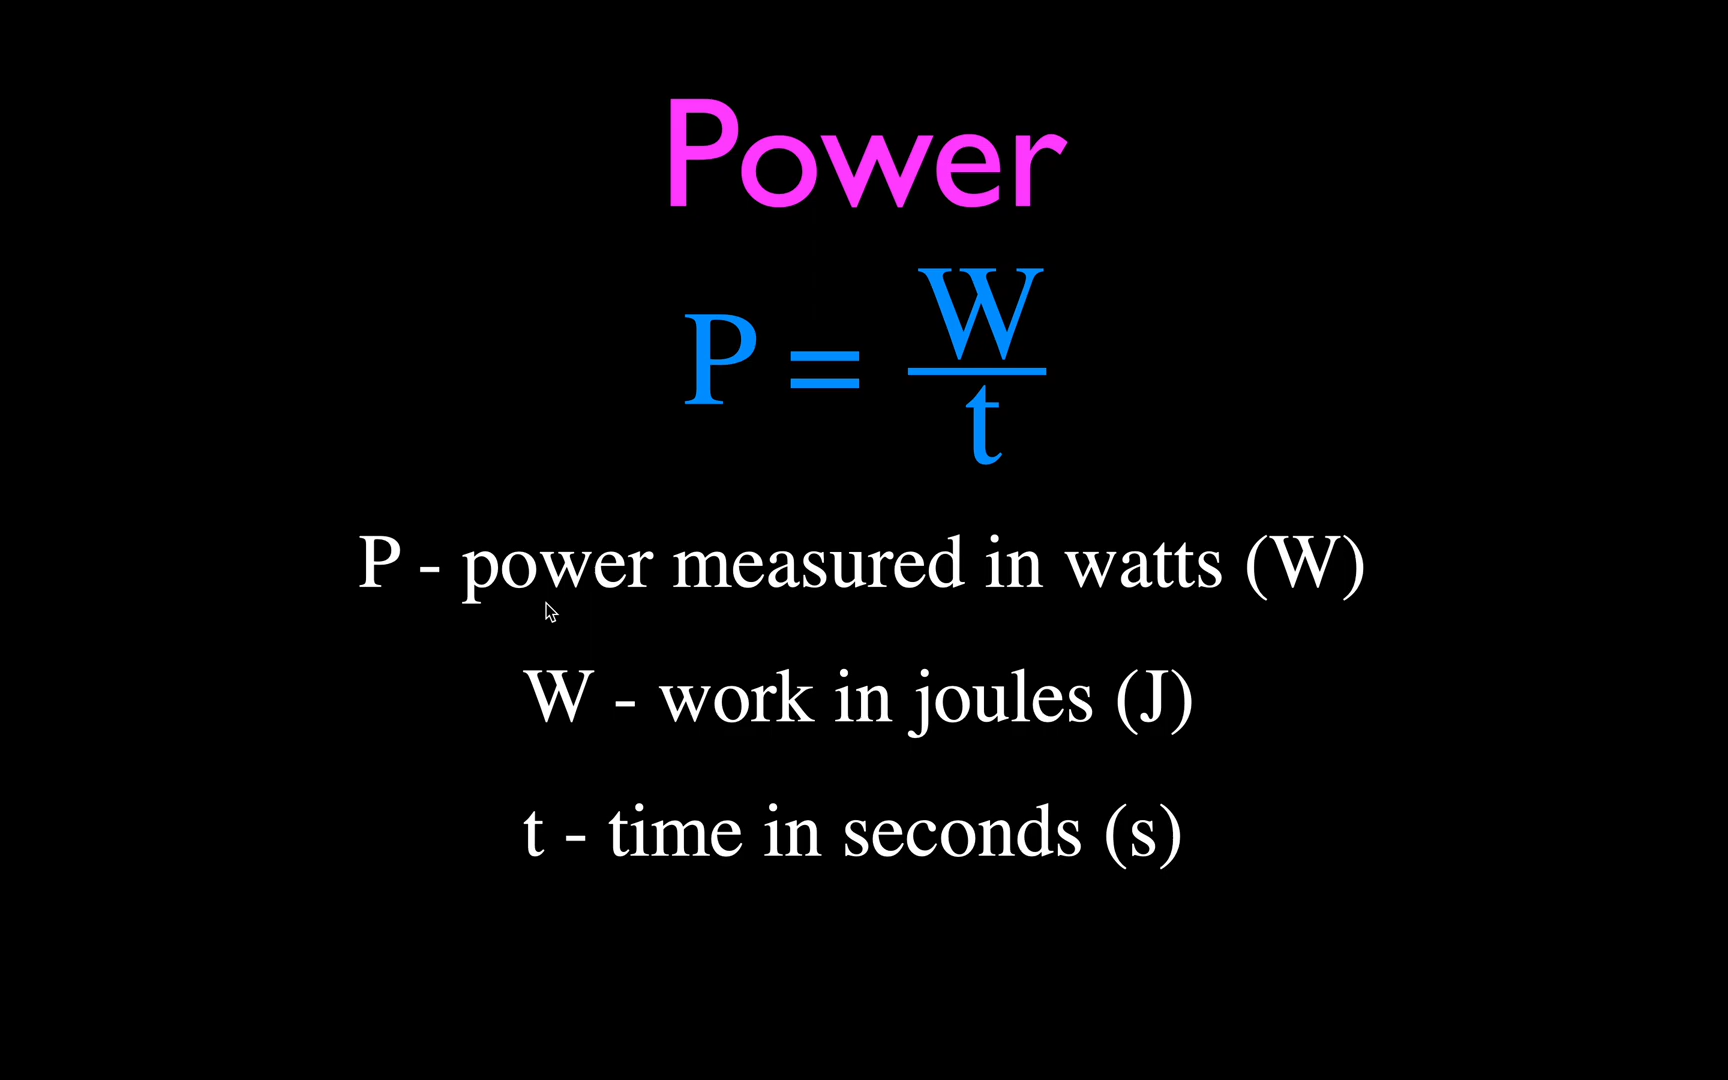 Power
P = W
t
P - power measured in watts (W)
W - work in joules (J)
t - time in seconds (s)